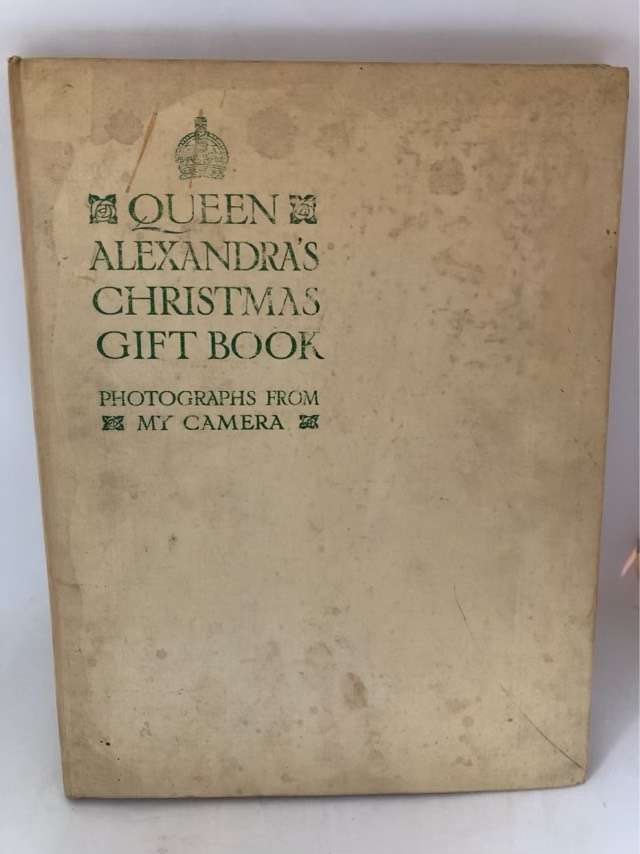 QUEEN
ALEXANDRA'S
CHRISTMAS
GIFT BOOK
PHOTOGRAPHS FROM
MY CAMERA